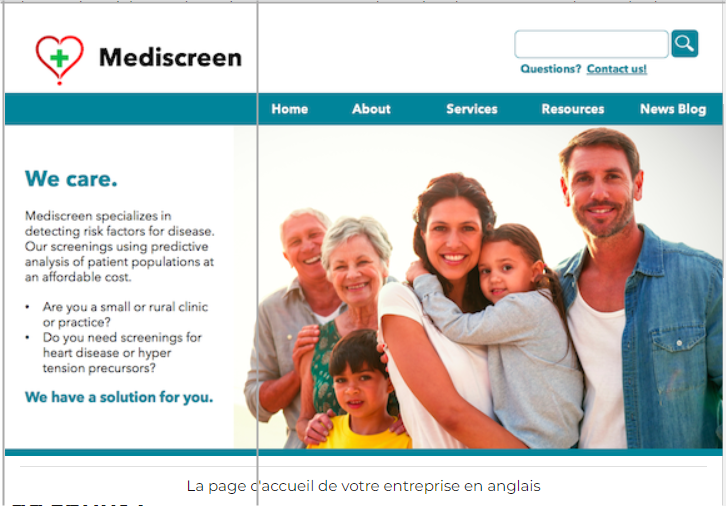 Mediscreen
Questions? Contact us!
Home About Services Resources News Blog
We care.
Mediscreen specializes in
detecting risk factors for disease.
Our screenings using predictive
analysis of patient populations at
an affordable cost.
• Are you a small or rural clinic
or practice?
• Do you need screenings for
heart disease or hyper
tension precursors?
We have a solution for you.
La page d'accueil de votre entreprise en anglais